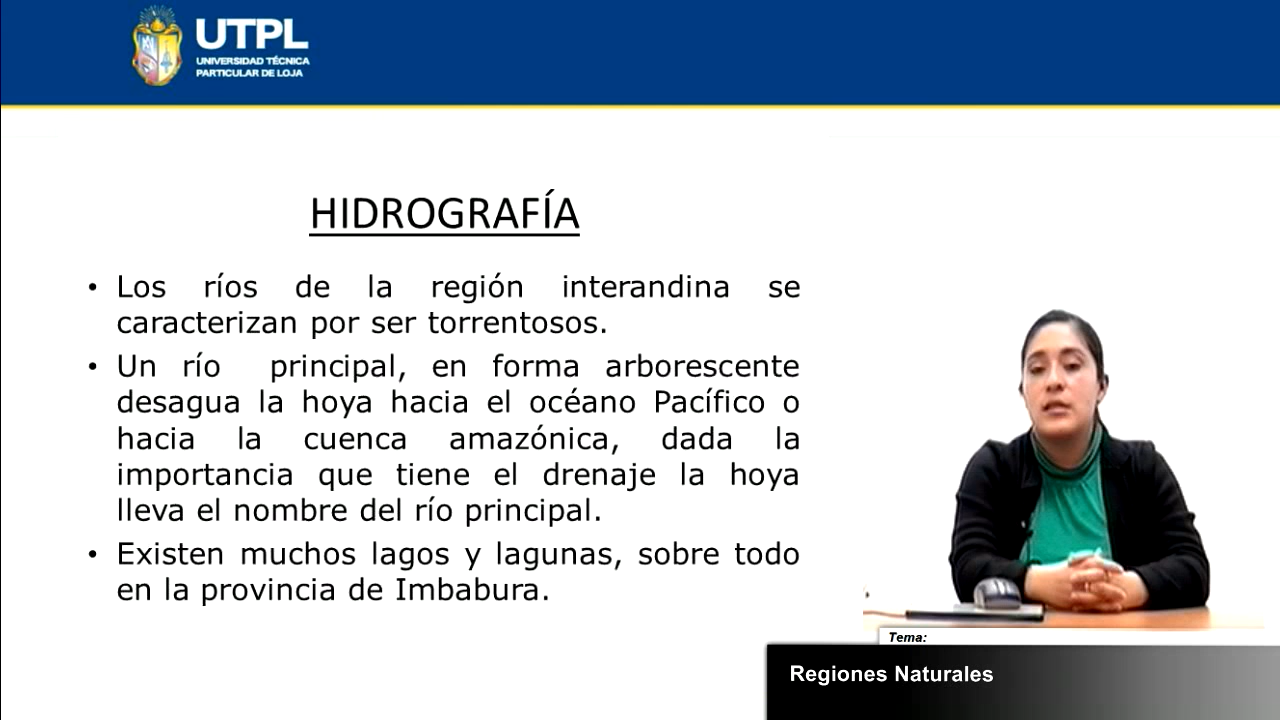 UTPL
UNIVERSIDAD TÉCNICA
PARTICULAR DE LOJA
HIDROGRAFÍA
• Los ríos de la región interandina se
caracterizan por ser torrentosos.
• Un río principal, en forma arborescente
desagua la hoya hacia el océano Pacífico o
hacia la cuenca amazónica, dada la
importancia que tiene el drenaje la hoya
lleva el nombre del río principal.
• Existen muchos lagos y lagunas, sobre todo
en la provincia de Imbabura.
Tema:
Regiones Naturales